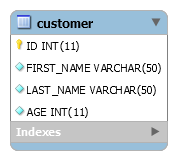 customer
ID INT(11)
FIRST_NAME VARCHAR(50)
LAST_NAME VARCHAR(50)
AGE INT(11)
Indexes